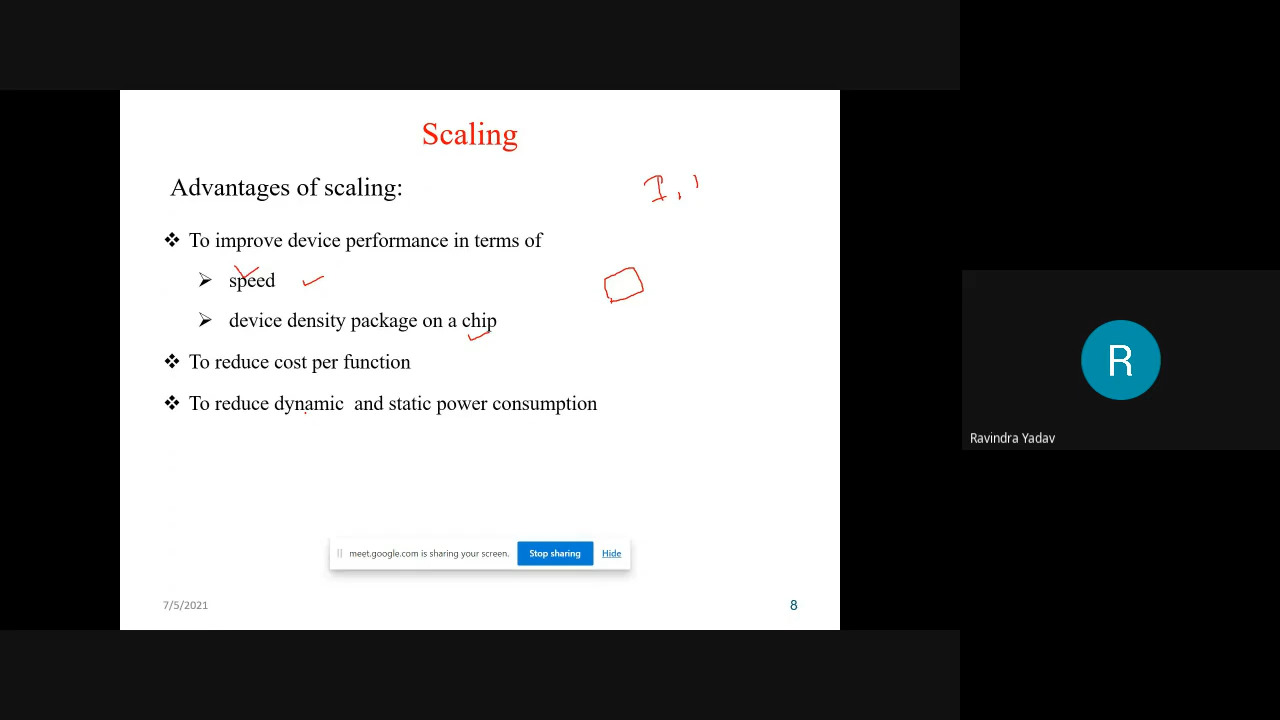 Scaling
Advantages of scaling:
I,
❖ To improve device performance in terms of
➢ speed
➢ device density package on a chip
❖ To reduce cost per function
❖ To reduce dynamic and static power consumption
meet.google.com is sharing your screen. Stop sharing Hide
7/5/2021 8
R
Ravindra Yadav